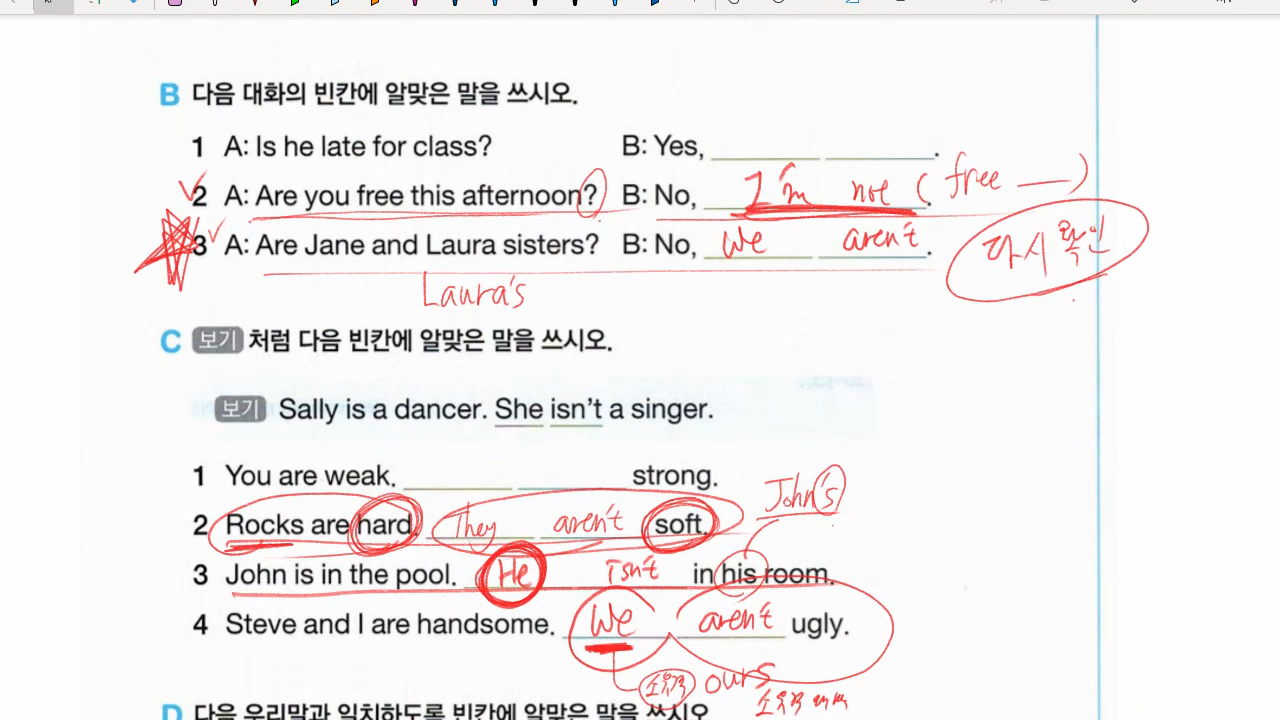 B 다음 대화의 빈칸에 알맞은 말을 쓰시오.
1 A: Is he late for class? B: Yes, .
2 A: Are you free this afternoon? B: No, I'm not (free ) .
3 A: Are Jane and Laura sisters? B: No, We aren't . 다시 확인
Laura's
C 보기 처럼 다음 빈칸에 알맞은 말을 쓰시오.
보기 Sally is a dancer. She isn't a singer.
1 You are weak. strong.
John's
2 Rocks are hard. They aren't soft.
3 John is in the pool. He isn't in his room.
4 Steve and I are handsome. We aren't ugly.
소유격 ours
소유격
D 다음 우리말과 일치하도록 빈칸에 알맞은 말을 쓰시오